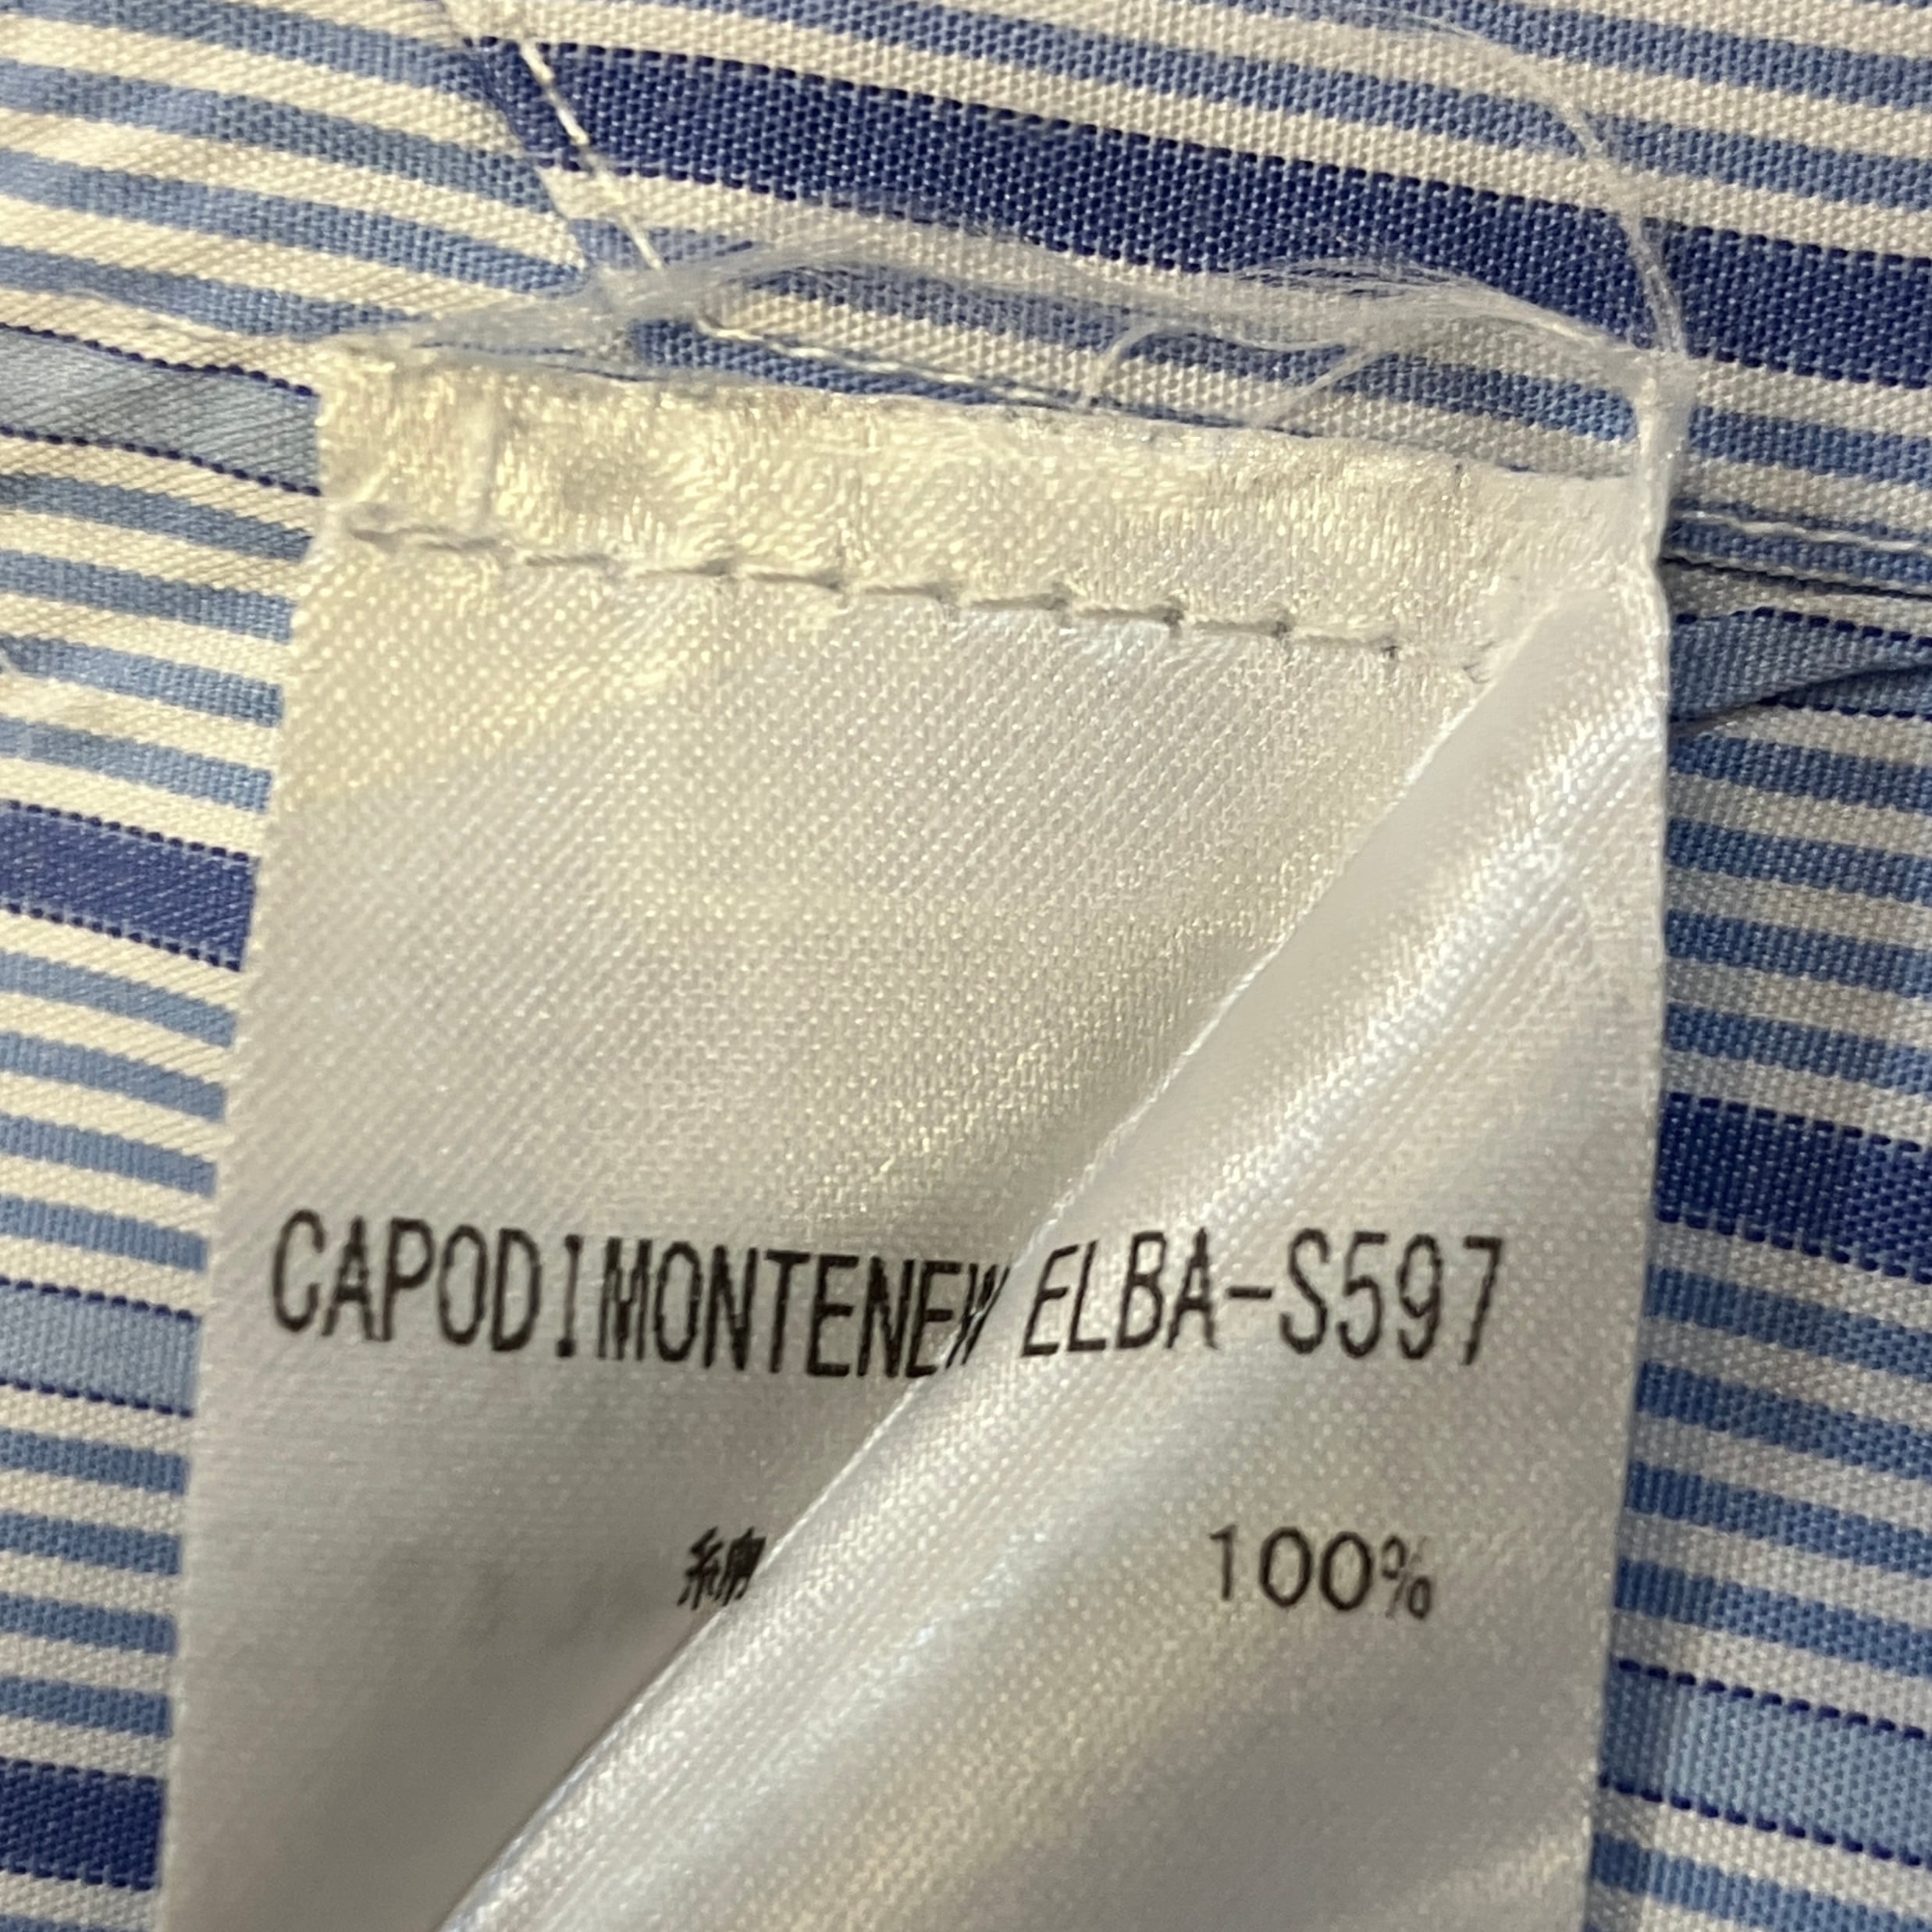 CAPODIMONTENEW ELBA-S597
綿 100%